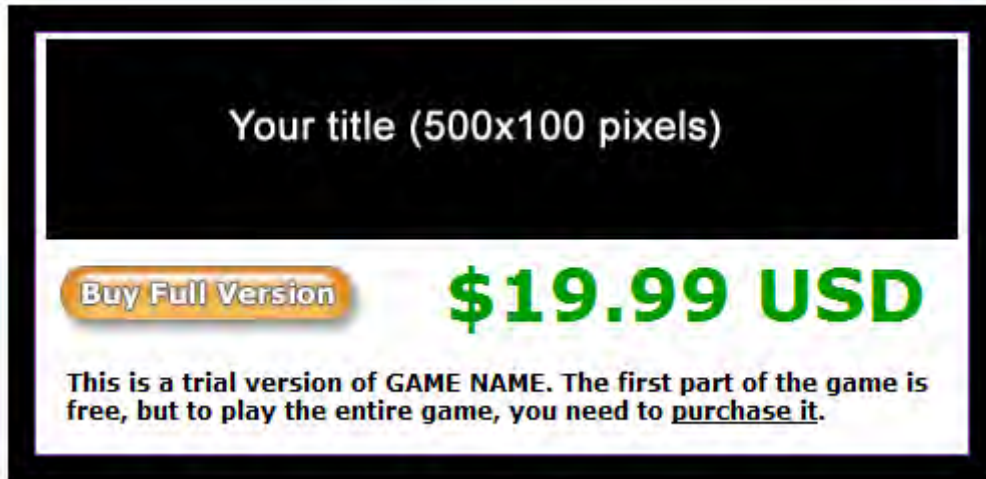 Your title (500x100 pixels)
Buy Full Version
$19.99 USD
This is a trial version of GAME NAME. The first part of the game is
free, but to play the entire game, you need to purchase it.